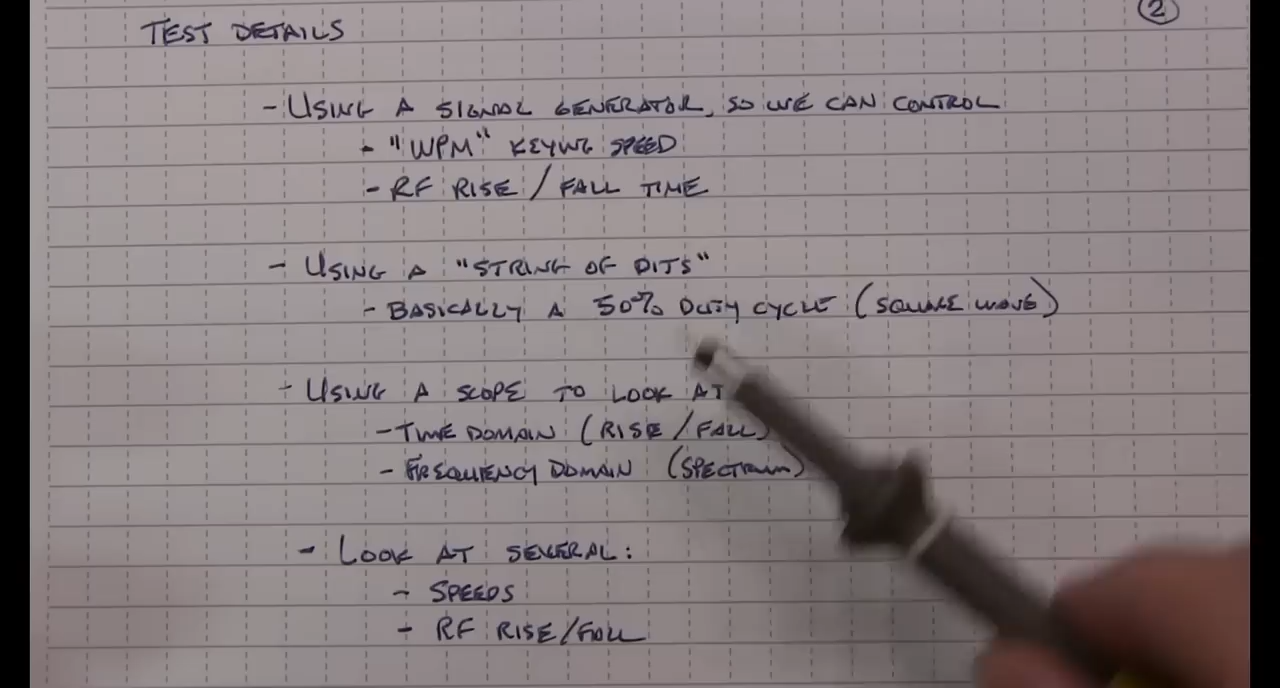 2
TEST DETAILS
- USING A SIGNAL GENERATOR, SO WE CAN CONTROL
- "WPM" KEYING SPEED
- RF RISE / FALL TIME
- USING A "STRING OF DITS"
- BASICALLY A 50% DUTY CYCLE (SQUARE WAVE)
- USING A SCOPE TO LOOK AT
- TIME DOMAIN (RISE / FALL)
- FREQUENCY DOMAIN (SPECTRUM)
- LOOK AT SEVERAL:
- SPEEDS
- RF RISE/FALL